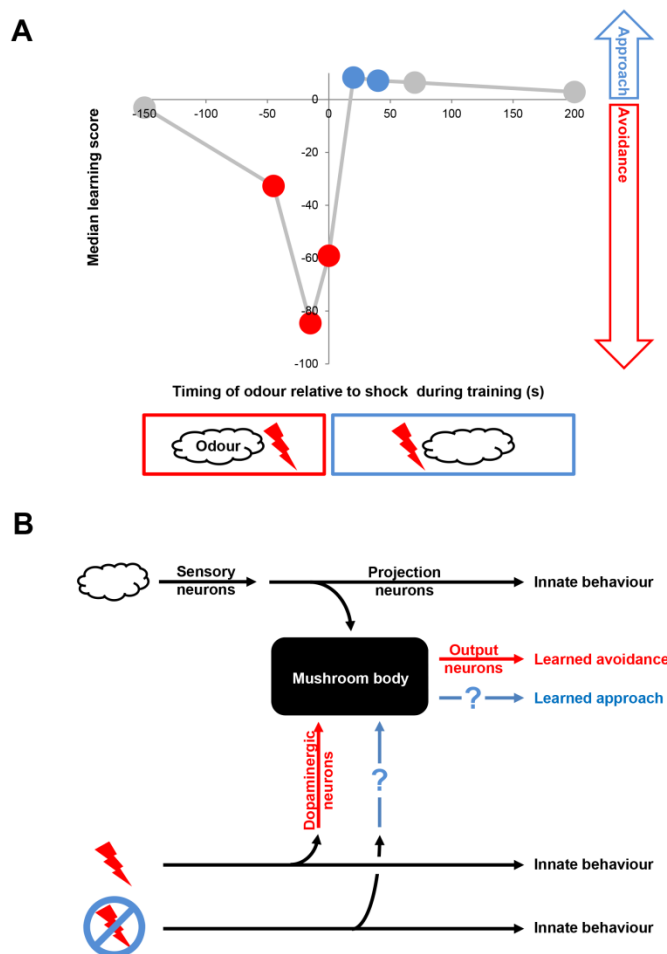 A
Approach
Avoidance
Median learning score
0
-20
-40
-60
-80
-100
-150
-100
-50
0
50
100
150
200
Timing of odour relative to shock during training (s)
Odour
B
Sensory
neurons
Projection
neurons
Innate behaviour
Mushroom body
Output
neurons
Learned avoidance
?
Learned approach
Dopaminergic
neurons
?
Innate behaviour
Innate behaviour